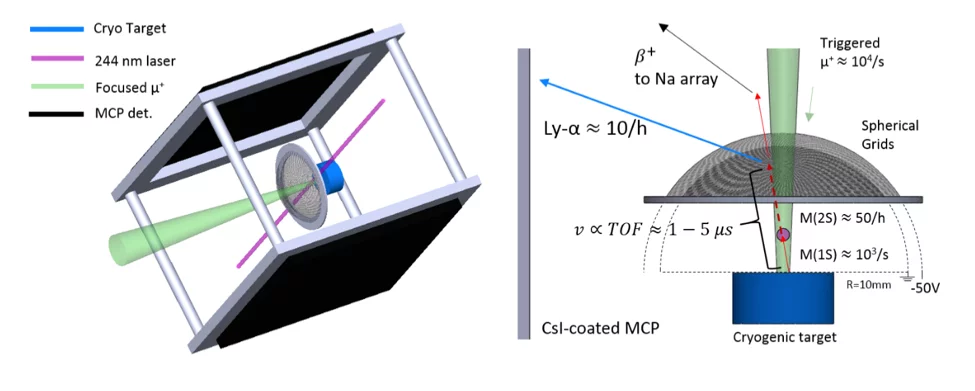 Cryo Target
244 nm laser
Focused μ⁺
MCP det.
β⁺
to Na array
Triggered
μ⁺ ≈ 10⁴/s
Ly-α ≈ 10/h
Spherical
Grids
v ∝ TOF ≈ 1 − 5 μs
M(2S) ≈ 50/h
M(1S) ≈ 10³/s
R=10mm
-50V
CsI-coated MCP
Cryogenic target